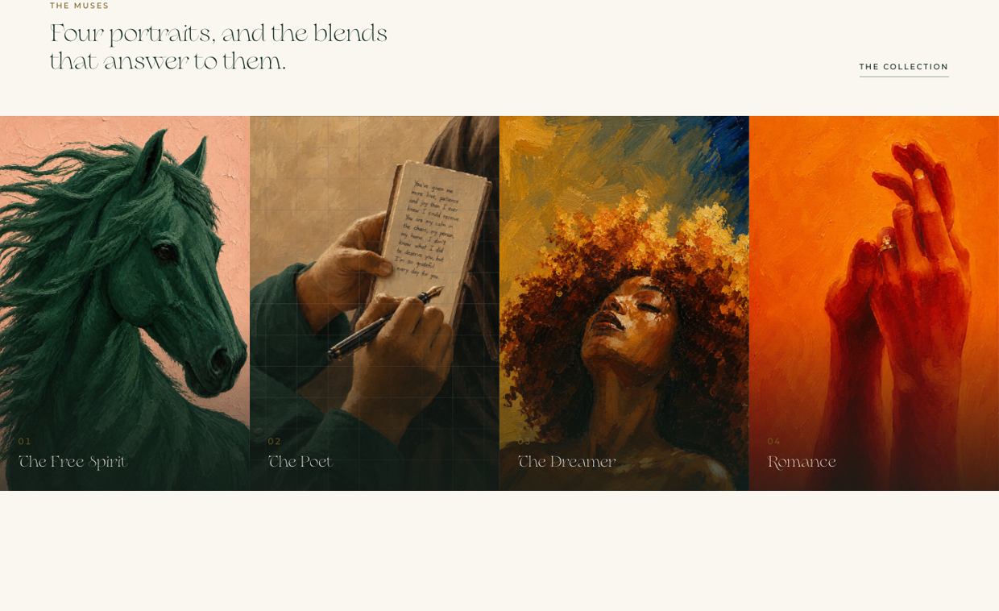 THE MUSES
Four portraits, and the blends
that answer to them.
THE COLLECTION
You've given me
more love, patience
and joy than I ever
knew I could receive
You are my calm in
the chaos, my person,
my home. I don't
know what I did
to deserve you, but
I'm so grateful
every day for you.
01
The Free Spirit
02
The Poet
03
The Dreamer
04
Romance